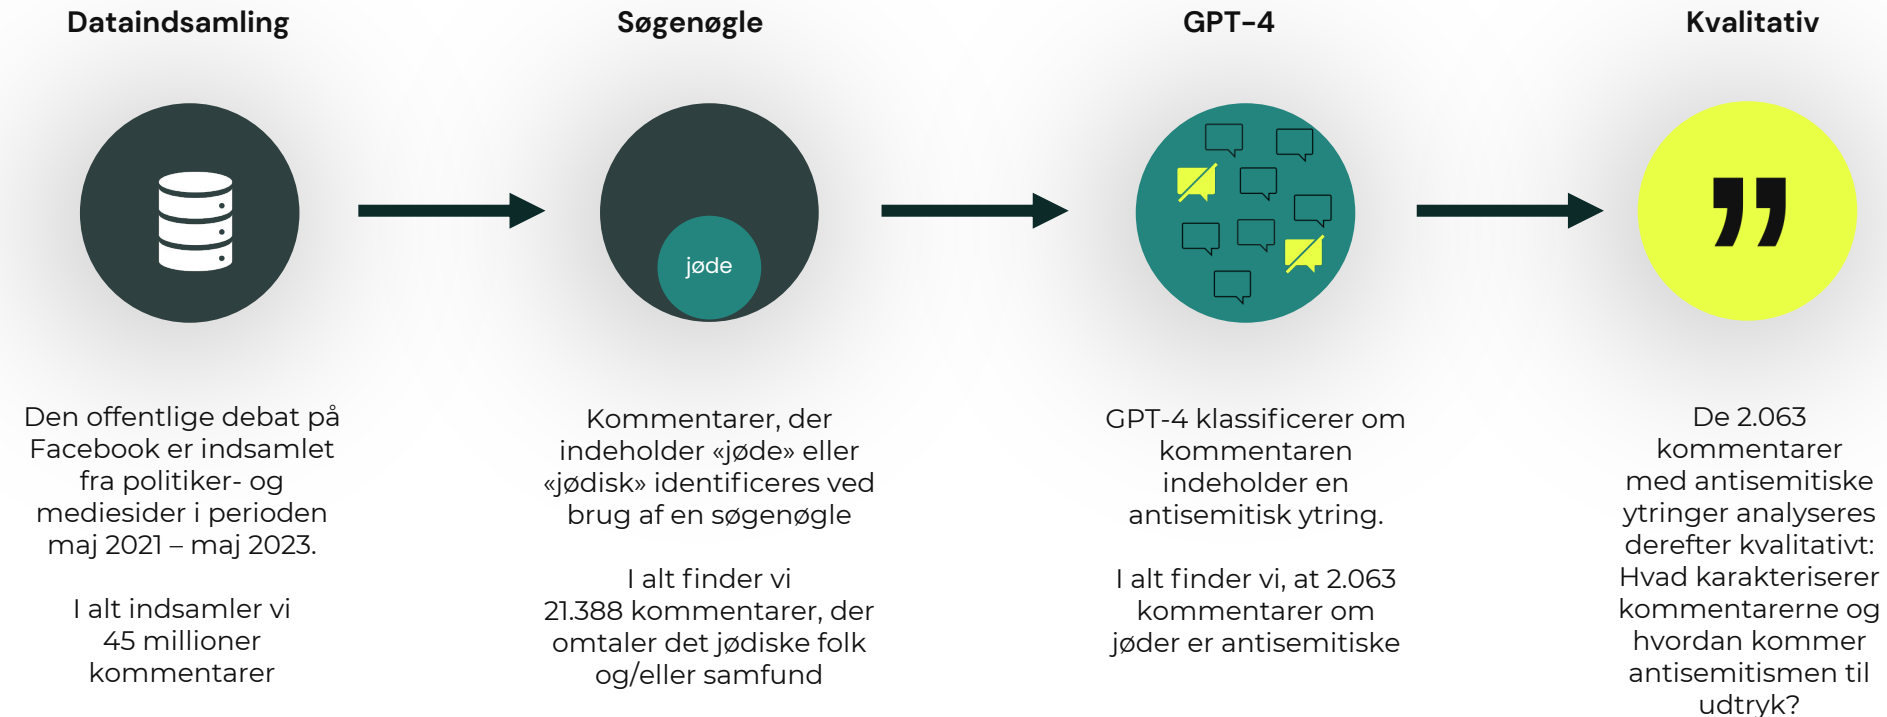 Dataindsamling
Den offentlige debat på
Facebook er indsamlet
fra politiker- og
mediesider i perioden
maj 2021 – maj 2023.
I alt indsamler vi
45 millioner
kommentarer
Søgenøgle
jøde
Kommentarer, der
indeholder «jøde» eller
«jødisk» identificeres ved
brug af en søgenøgle
I alt finder vi
21.388 kommentarer, der
omtaler det jødiske folk
og/eller samfund
GPT-4
GPT-4 klassificerer om
kommentaren
indeholder en
antisemitisk ytring.
I alt finder vi, at 2.063
kommentarer om
jøder er antisemitiske
Kvalitativ
”
De 2.063
kommentarer
med antisemitiske
ytringer analyseres
derefter kvalitativt:
Hvad karakteriserer
kommentarerne og
hvordan kommer
antisemitismen til
udtryk?